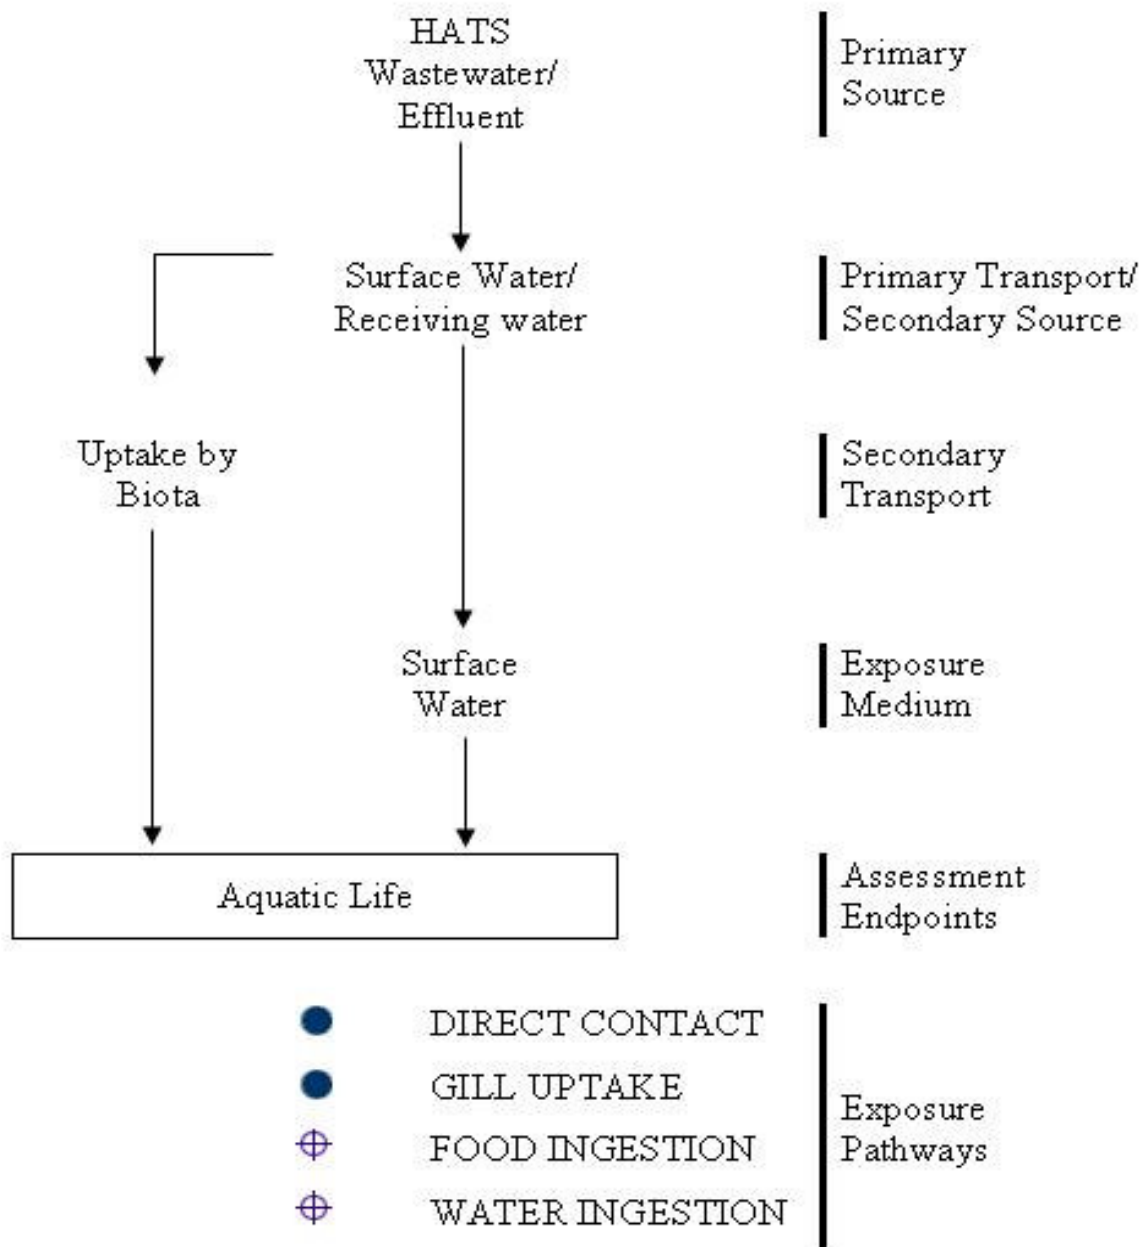 HATS
Wastewater/
Effluent
Primary
Source
Surface Water/
Receiving water
Primary Transport/
Secondary Source
Uptake by
Biota
Secondary
Transport
Surface
Water
Exposure
Medium
Aquatic Life
Assessment
Endpoints
DIRECT CONTACT
GILL UPTAKE
FOOD INGESTION
WATER INGESTION
Exposure
Pathways